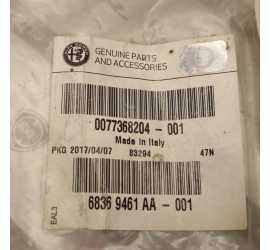 GENUINE PARTS
AND ACCESSORIES
0077368204 - 001
Made in Italy
PKG 2017/04/07 83294 47N
6836 9461 AA - 001
EAL3